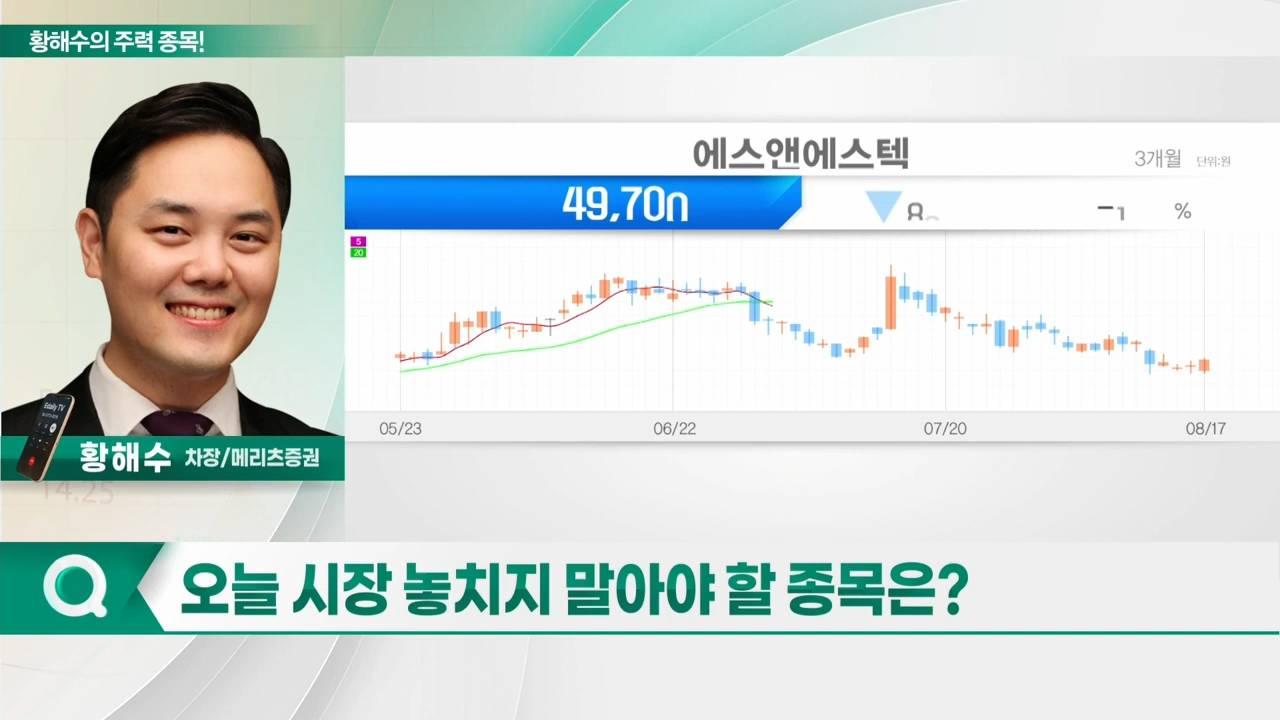 황해수의 주력 종목!
에스앤에스텍
3개월 단위:원
%
5
20
05/23 06/22 07/20 08/17
Edaily TV
황해수 차장/메리츠증권
14.25
오늘 시장 놓치지 말아야 할 종목은?